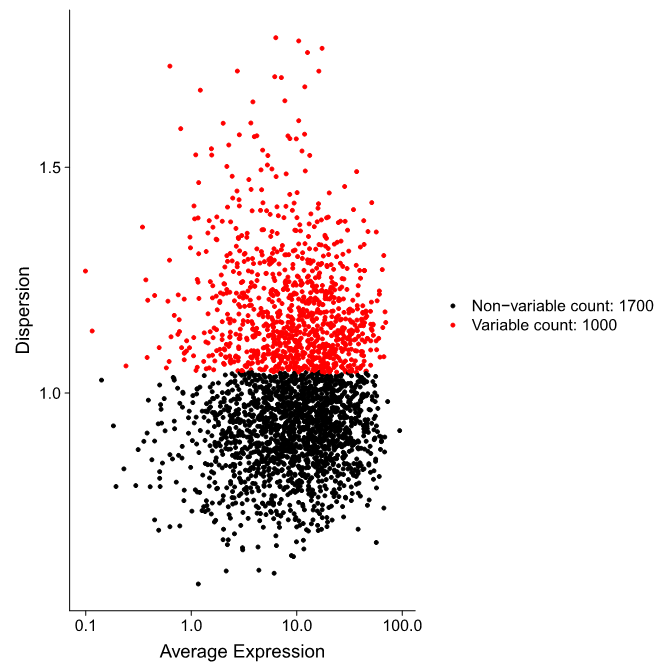 1.5
1.0
Dispersion
0.1
1.0
10.0
100.0
Average Expression
Non−variable count: 1700
Variable count: 1000